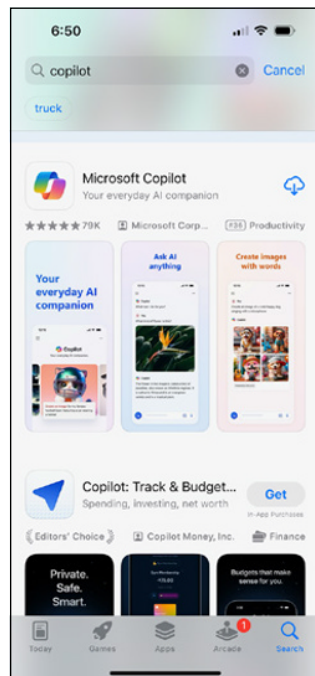 6:50
copilot
Cancel
truck
Microsoft Copilot
Your everyday AI companion
79K
Microsoft Corp...
#36
Productivity
Your
everyday AI
companion
Copilot
Ask AI
anything
Create images
with words
Copilot: Track & Budget...
Spending, investing, net worth
Get
In-App Purchases
Editors' Choice
Copilot Money, Inc.
Finance
Private.
Safe.
Smart.
Budgets that make
sense for you.
Today
Games
Apps
Arcade
1
Search